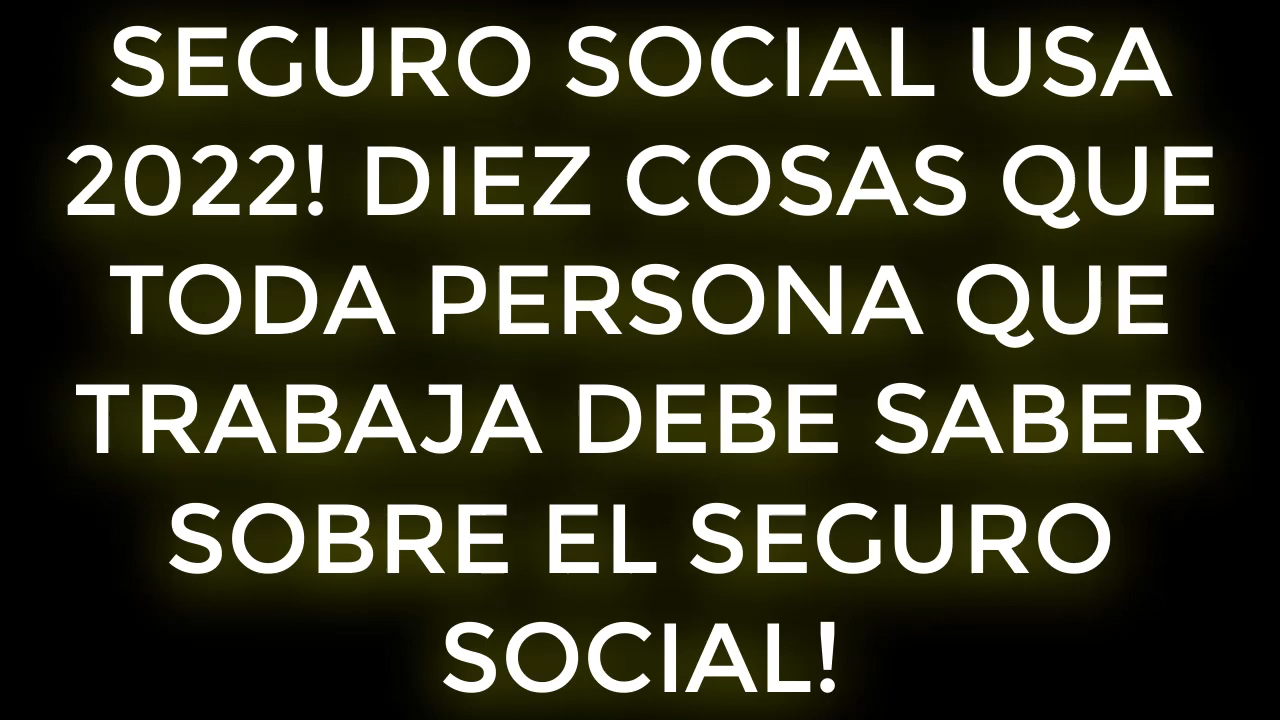 SEGURO SOCIAL USA
2022! DIEZ COSAS QUE
TODA PERSONA QUE
TRABAJA DEBE SABER
SOBRE EL SEGURO
SOCIAL!